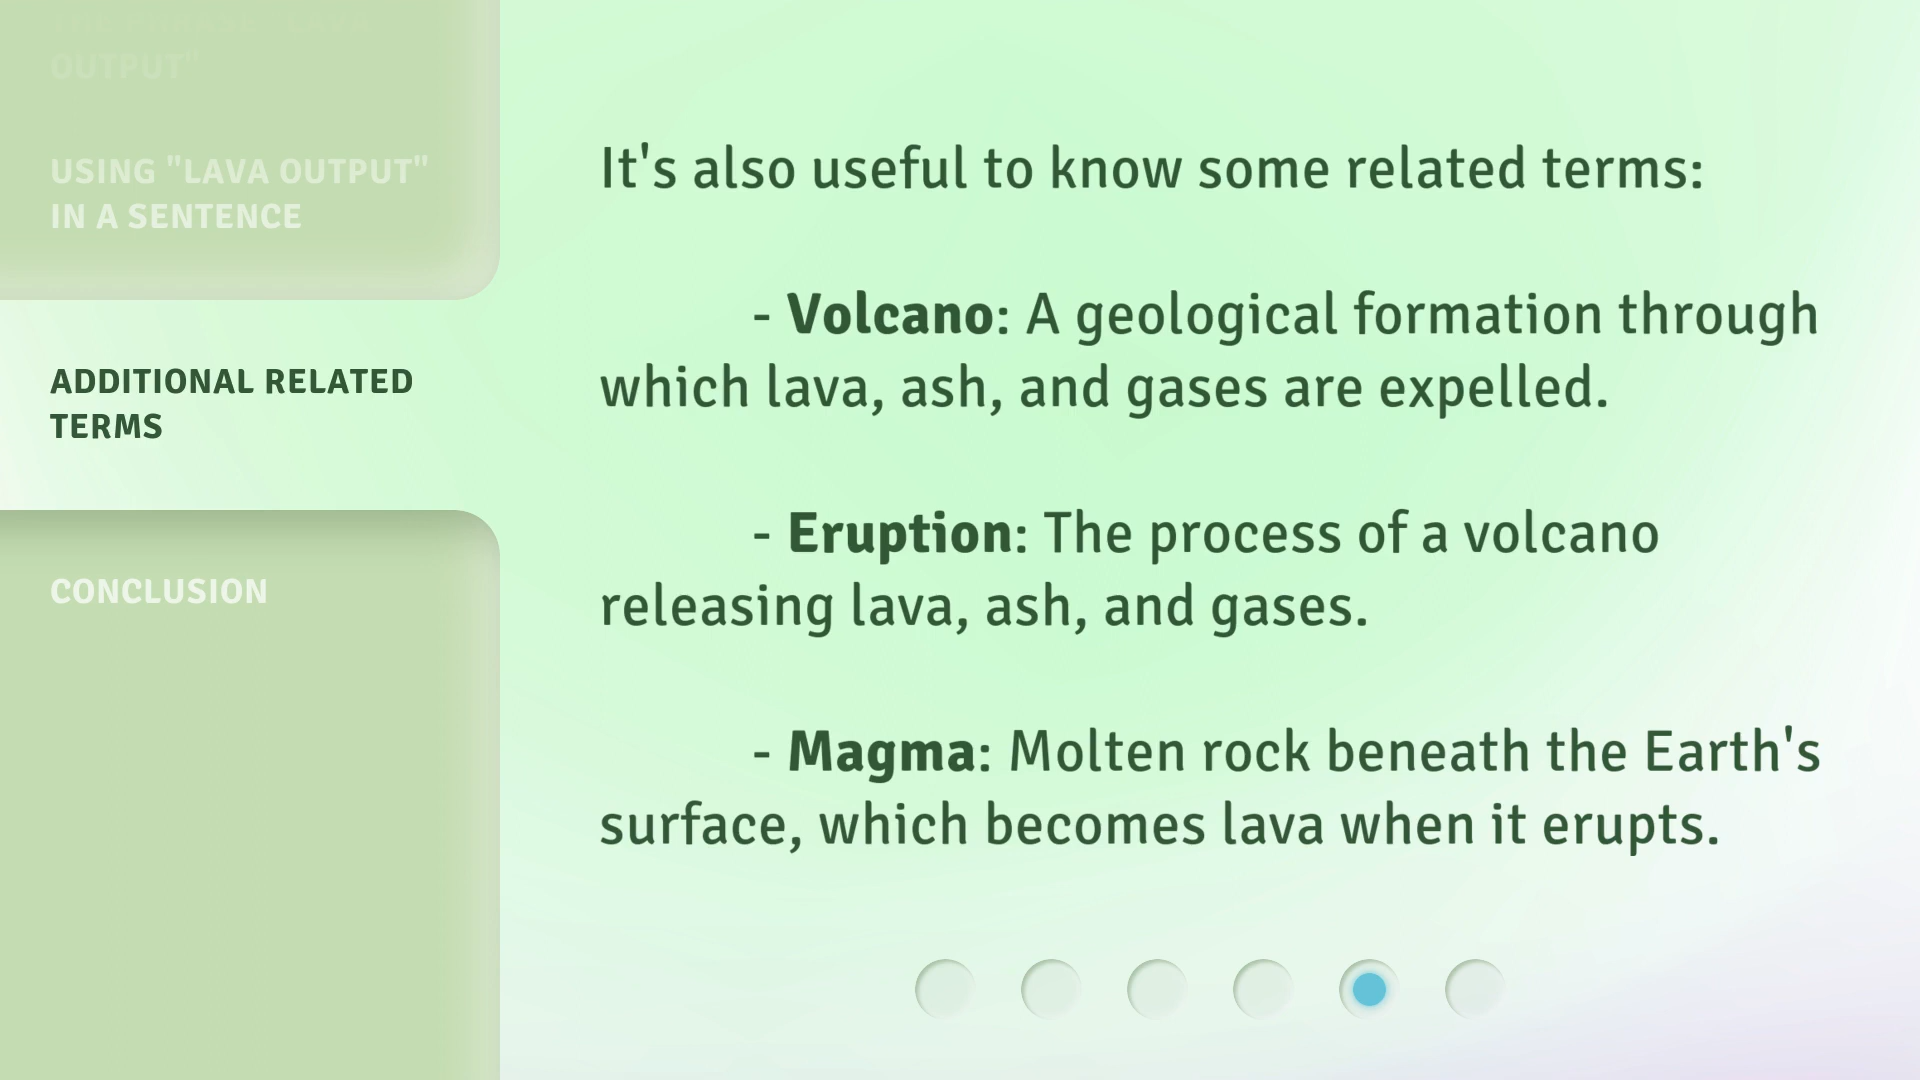 OUTPUT"
USING "LAVA OUTPUT"
IN A SENTENCE
ADDITIONAL RELATED
TERMS
CONCLUSION
It's also useful to know some related terms:
- Volcano: A geological formation through
which lava, ash, and gases are expelled.
- Eruption: The process of a volcano
releasing lava, ash, and gases.
- Magma: Molten rock beneath the Earth's
surface, which becomes lava when it erupts.